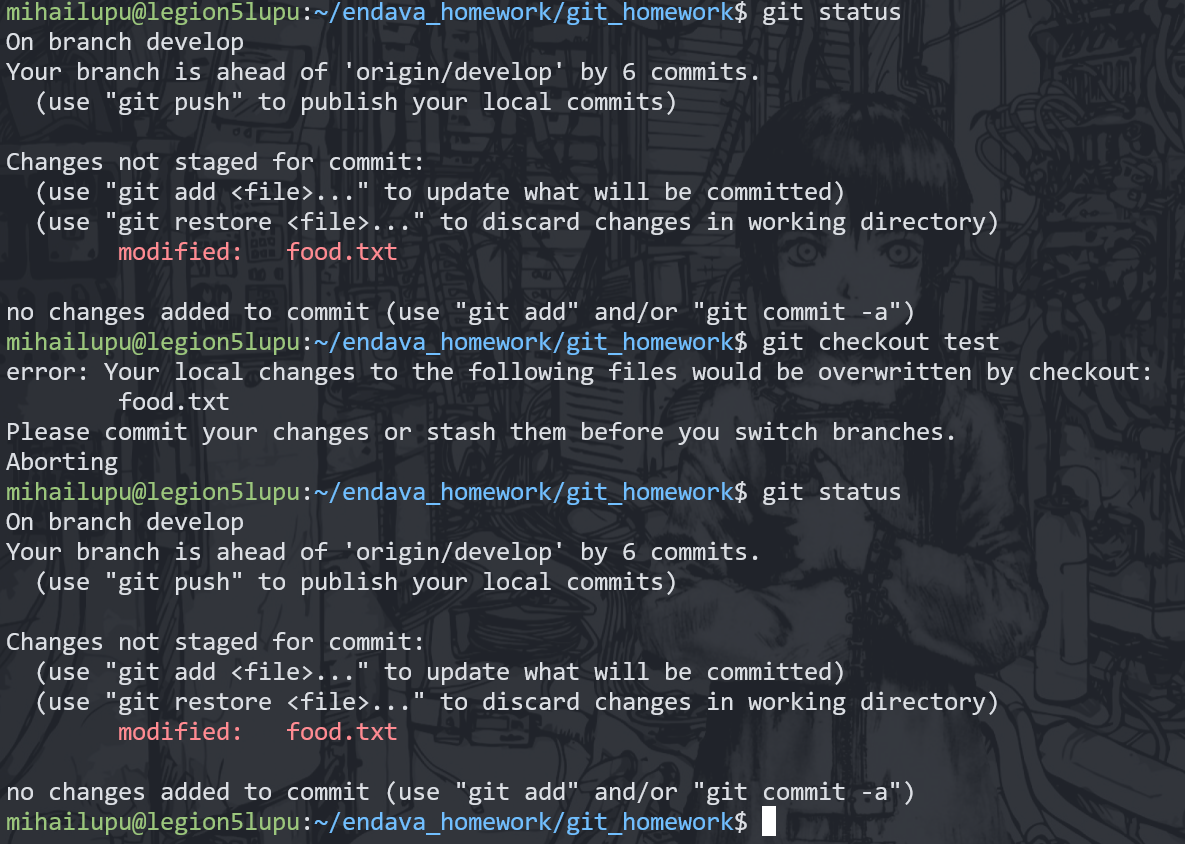 mihailupu@legion5lupu:~/endava_homework/git_homework$ git status
On branch develop
Your branch is ahead of 'origin/develop' by 6 commits.
  (use "git push" to publish your local commits)

Changes not staged for commit:
  (use "git add <file>..." to update what will be committed)
  (use "git restore <file>..." to discard changes in working directory)
        modified:   food.txt

no changes added to commit (use "git add" and/or "git commit -a")
mihailupu@legion5lupu:~/endava_homework/git_homework$ git checkout test
error: Your local changes to the following files would be overwritten by checkout:
        food.txt
Please commit your changes or stash them before you switch branches.
Aborting
mihailupu@legion5lupu:~/endava_homework/git_homework$ git status
On branch develop
Your branch is ahead of 'origin/develop' by 6 commits.
  (use "git push" to publish your local commits)

Changes not staged for commit:
  (use "git add <file>..." to update what will be committed)
  (use "git restore <file>..." to discard changes in working directory)
        modified:   food.txt

no changes added to commit (use "git add" and/or "git commit -a")
mihailupu@legion5lupu:~/endava_homework/git_homework$